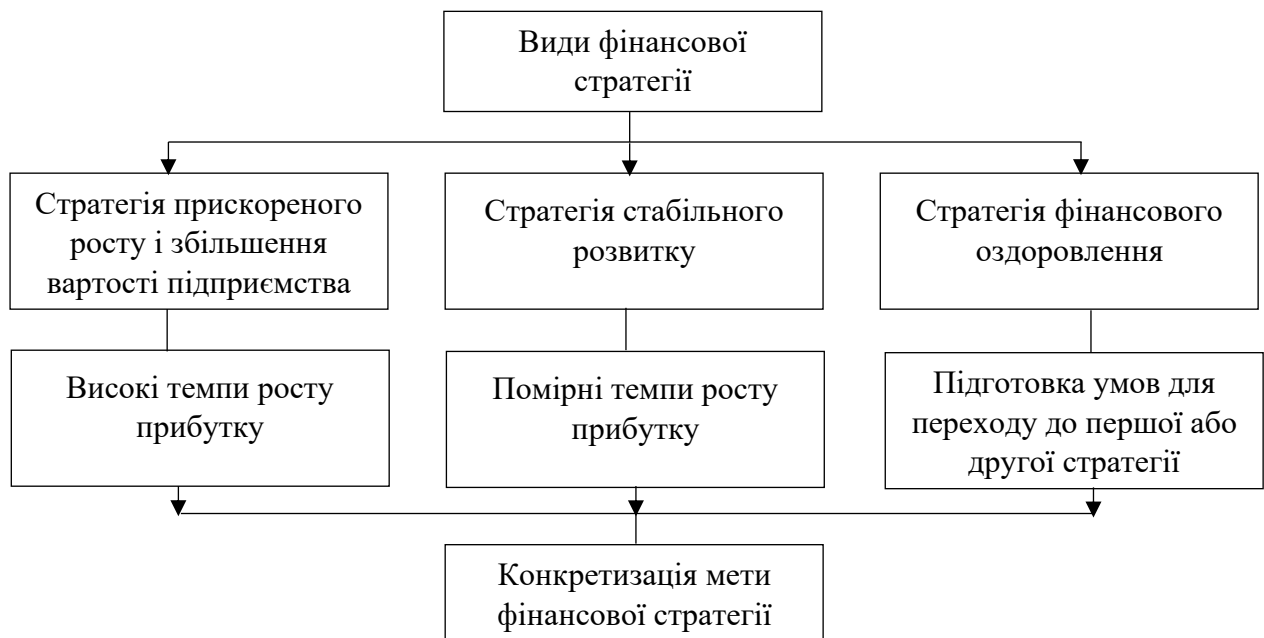 Види фінансової
стратегії
Стратегія прискореного
росту і збільшення
вартості підприємства
Стратегія стабільного
розвитку
Стратегія фінансового
оздоровлення
Високі темпи росту
прибутку
Помірні темпи росту
прибутку
Підготовка умов для
переходу до першої або
другої стратегії
Конкретизація мети
фінансової стратегії